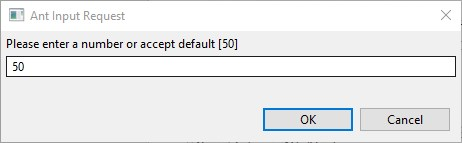 Ant Input Request
Please enter a number or accept default [50]
50
OK
Cancel